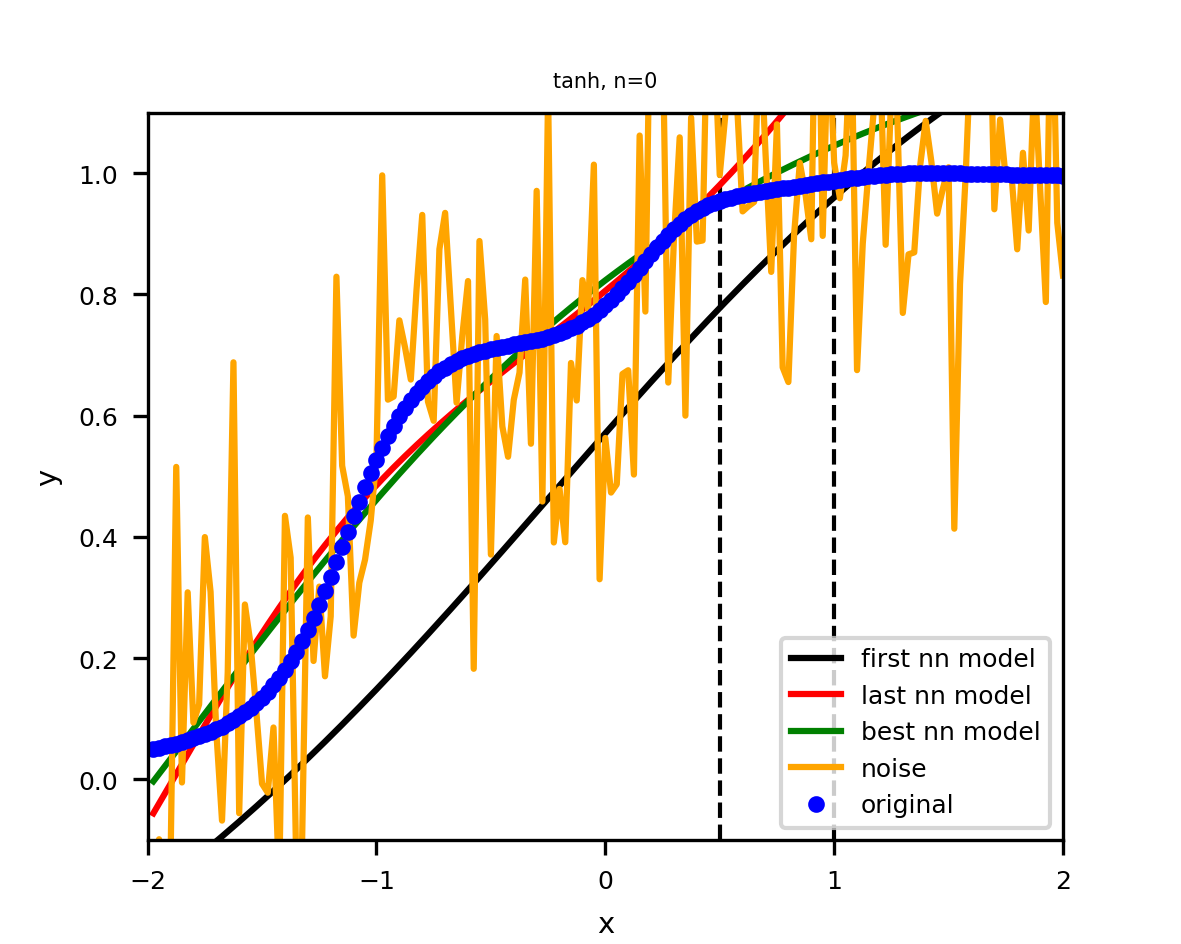 tanh, n=0
y
1.0
0.8
0.6
0.4
0.2
0.0
−2
−1
0
1
2
x
first nn model
last nn model
best nn model
noise
original